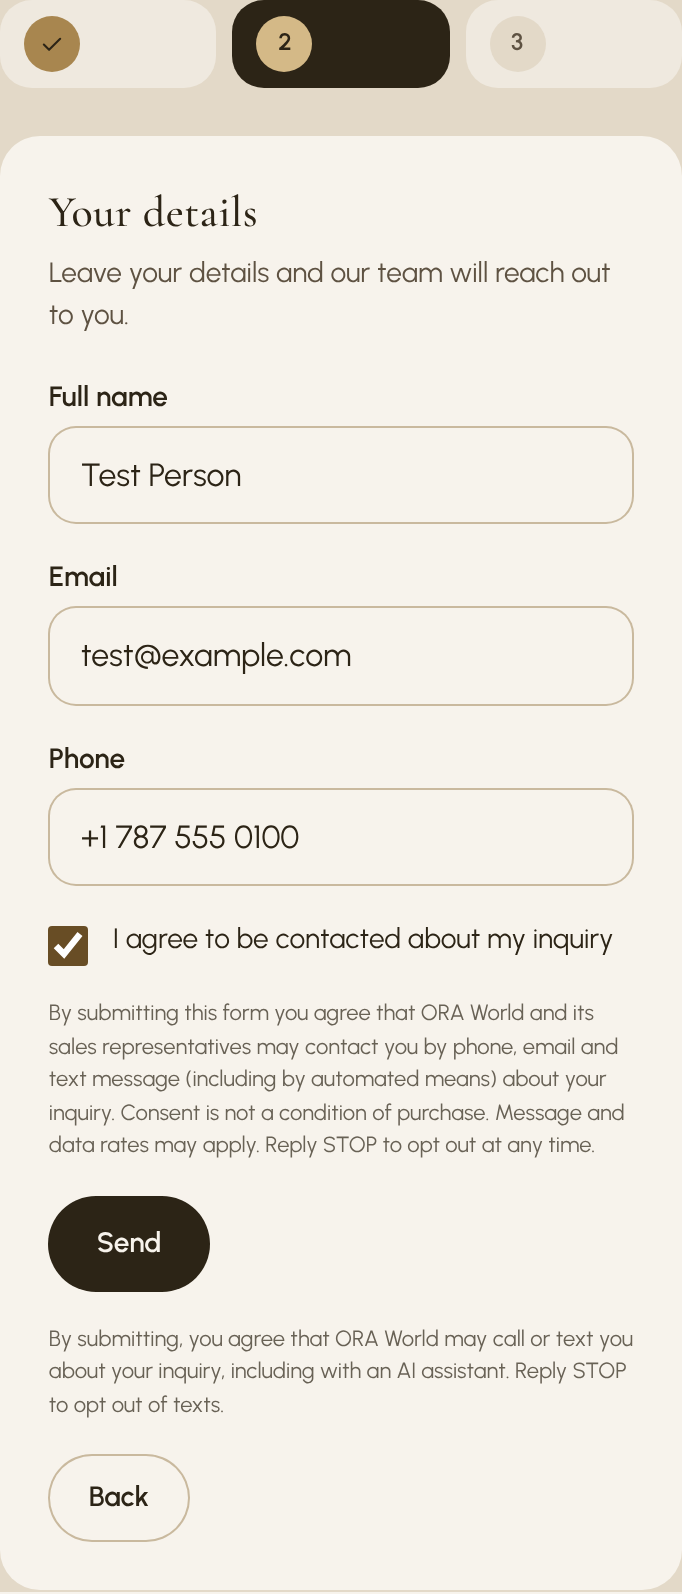 2
3
Your details
Leave your details and our team will reach out
to you.
Full name
Test Person
Email
test@example.com
Phone
+1 787 555 0100
I agree to be contacted about my inquiry
By submitting this form you agree that ORA World and its
sales representatives may contact you by phone, email and
text message (including by automated means) about your
inquiry. Consent is not a condition of purchase. Message and
data rates may apply. Reply STOP to opt out at any time.
Send
By submitting, you agree that ORA World may call or text you
about your inquiry, including with an AI assistant. Reply STOP
to opt out of texts.
Back